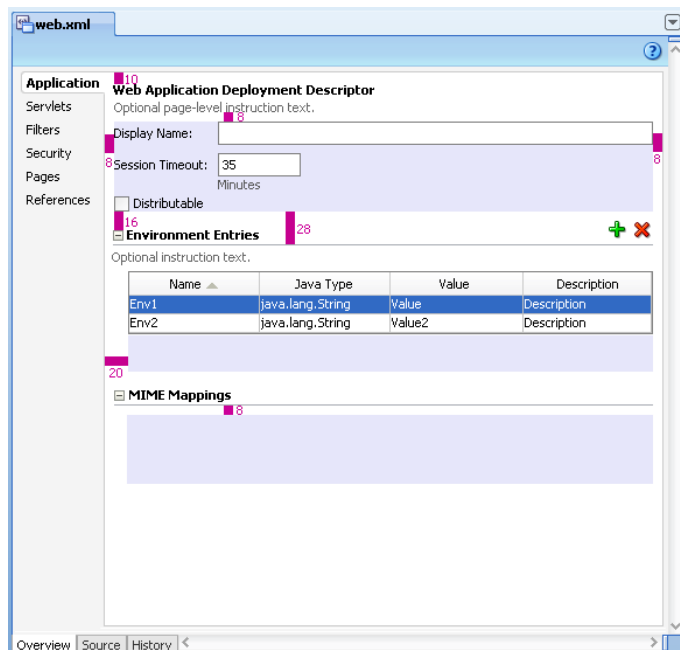 web.xml
?
Application
10
Web Application Deployment Descriptor
Servlets
Optional page-level instruction text.
8
Filters
Display Name:
Security
8
8
Session Timeout: 35
Pages
Minutes
References
Distributable
16
28
Environment Entries
Optional instruction text.
Name Java Type Value Description
Env1 java.lang.String Value Description
Env2 java.lang.String Value2 Description
20
MIME Mappings
8
Overview Source History